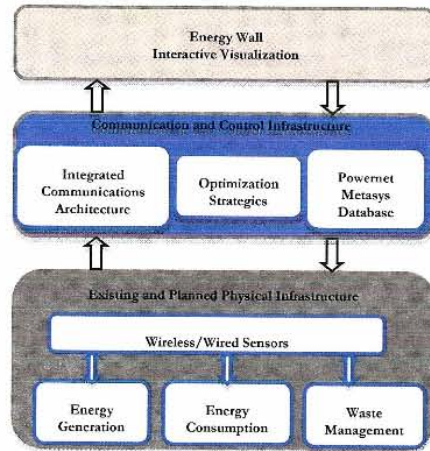 Energy Wall
Interactive Visualization
Communication and Control Infrastructure
Integrated
Communications
Architecture
Optimization
Strategies
Powernet
Metasys
Database
Existing and Planned Physical Infrastructure
Wireless/Wired Sensors
Energy
Generation
Energy
Consumption
Waste
Management